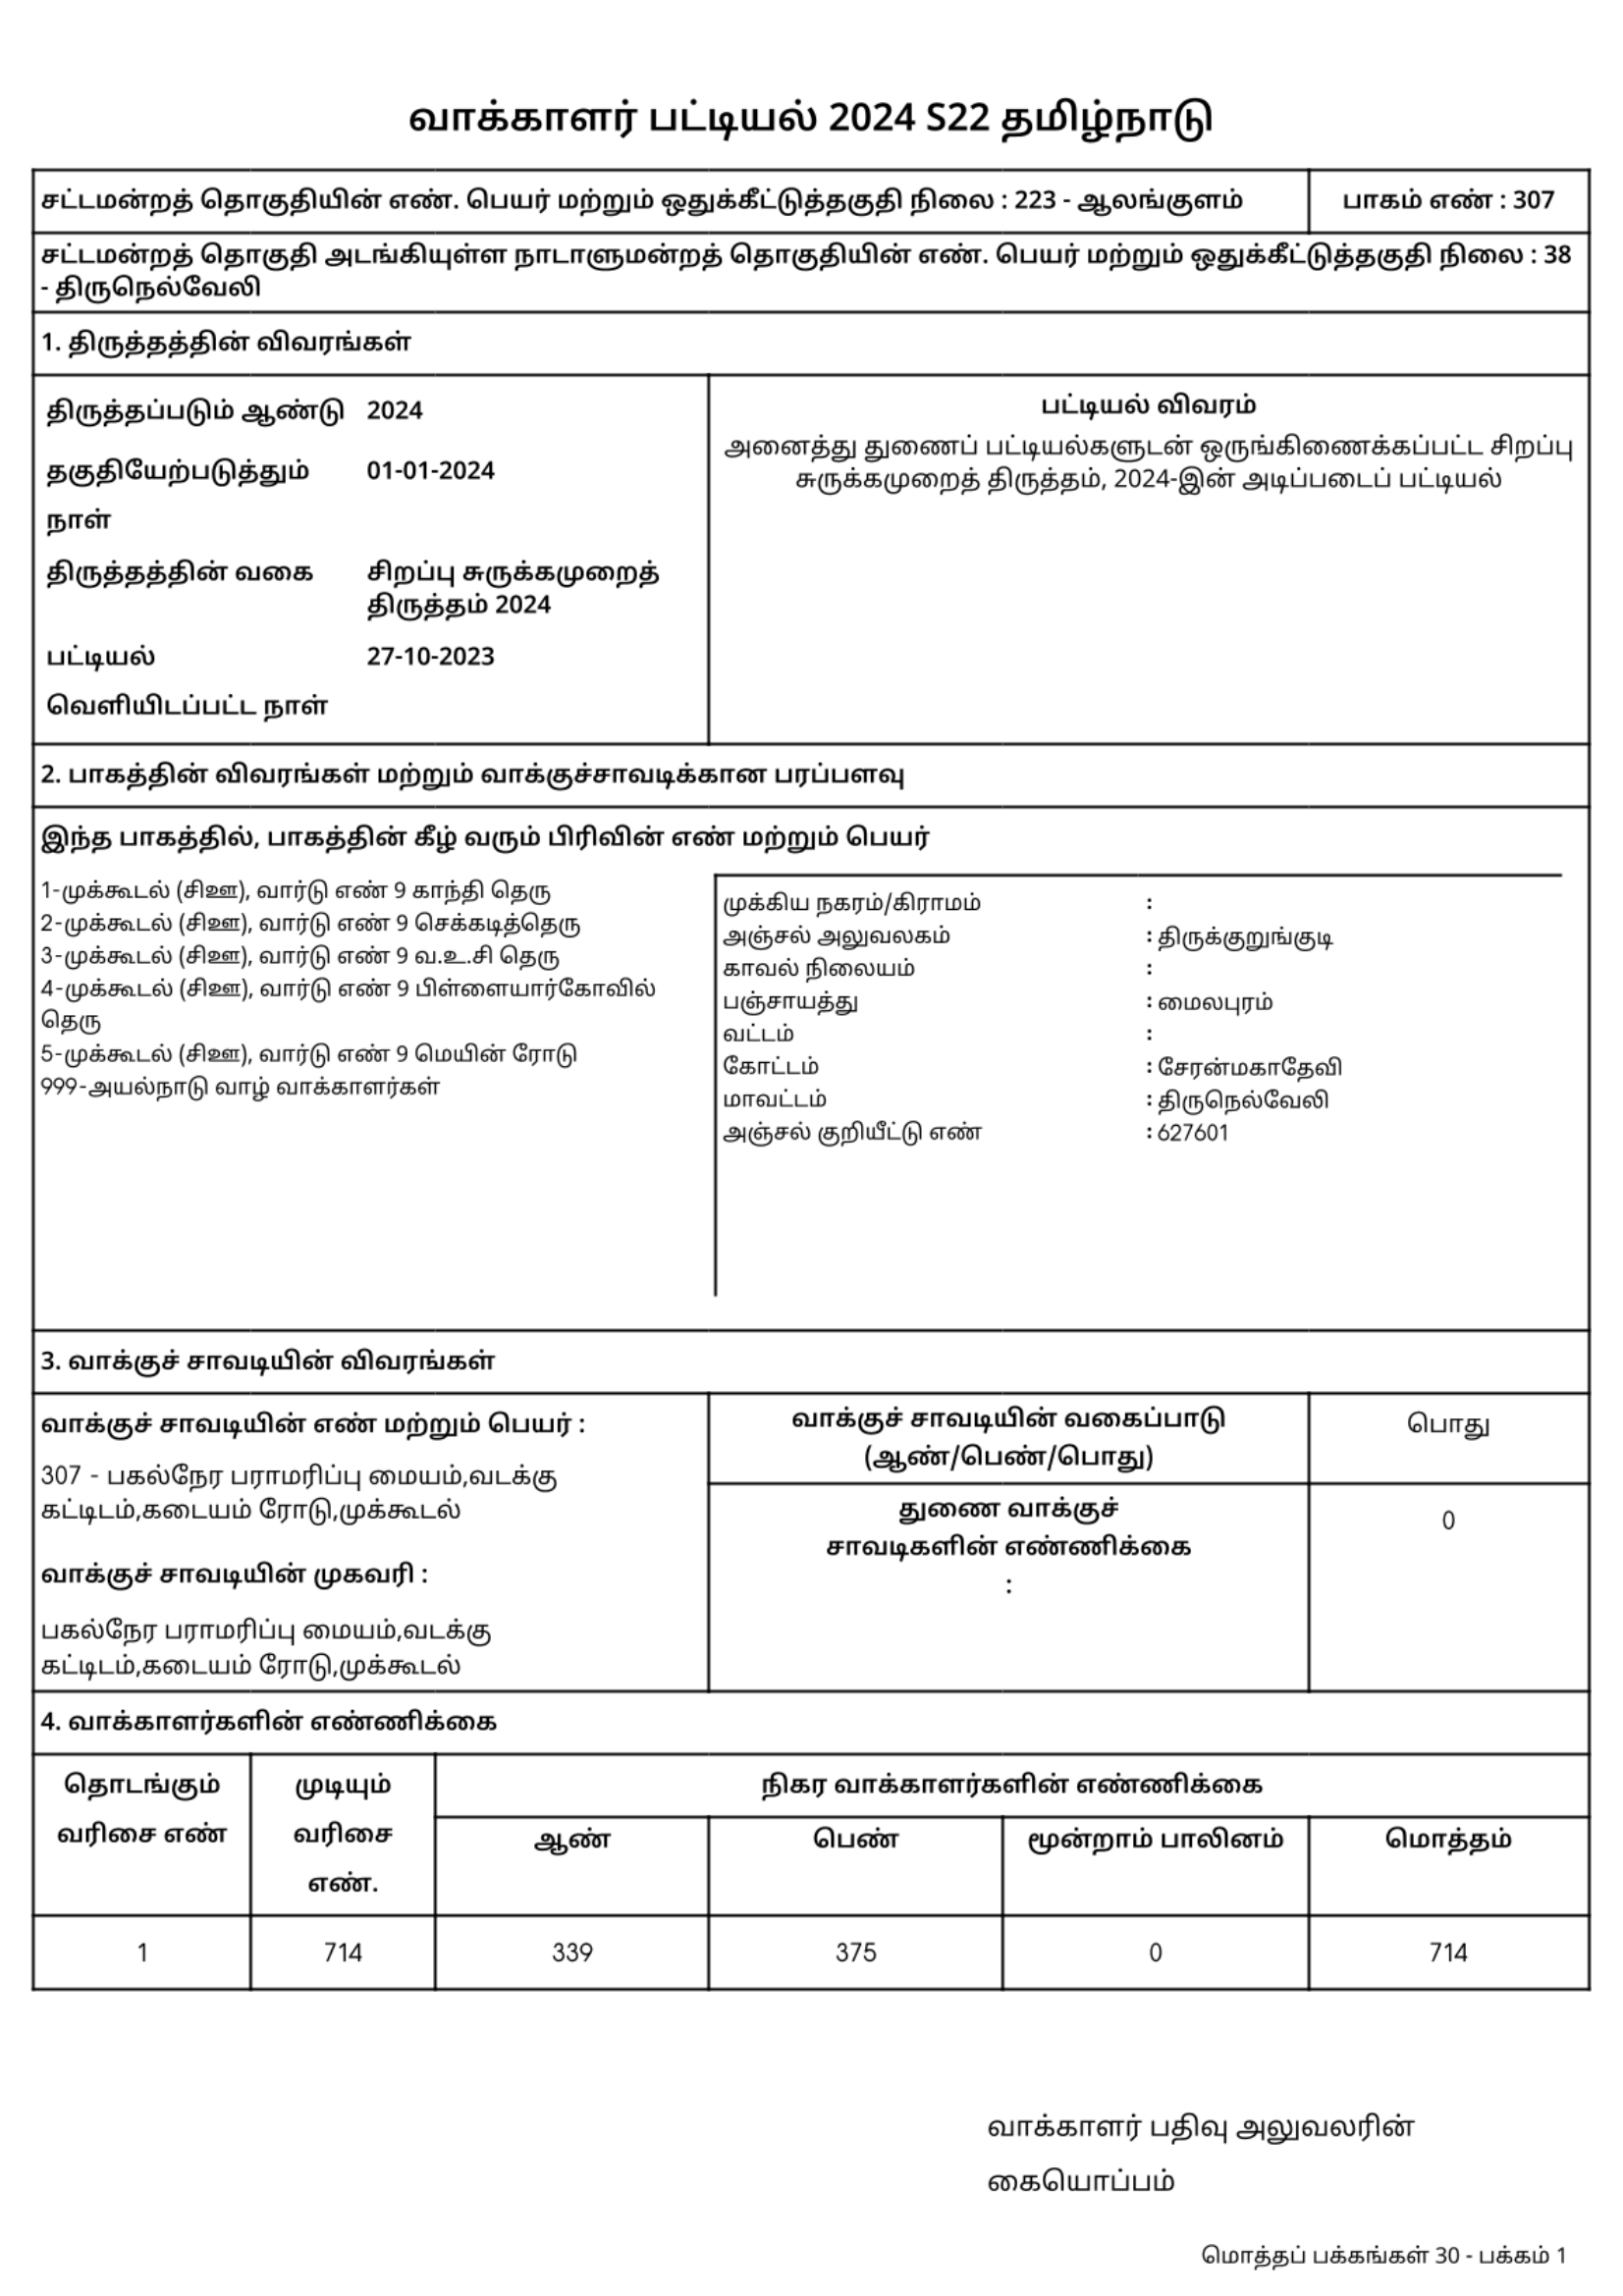 வாக்காளர் பட்டியல் 2024 S22 தமிழ்நாடு
சட்டமன்றத் தொகுதியின் எண். பெயர் மற்றும் ஒதுக்கீட்டுத்தகுதி நிலை : 223 - ஆலங்குளம்
பாகம் எண் : 307
சட்டமன்றத் தொகுதி அடங்கியுள்ள நாடாளுமன்றத் தொகுதியின் எண். பெயர் மற்றும் ஒதுக்கீட்டுத்தகுதி நிலை : 38
- திருநெல்வேலி
1. திருத்தத்தின் விவரங்கள்
திருத்தப்படும் ஆண்டு 2024
தகுதியேற்படுத்தும் 01-01-2024
நாள்
திருத்தத்தின் வகை சிறப்பு சுருக்கமுறைத்
திருத்தம் 2024
பட்டியல் 27-10-2023
வெளியிடப்பட்ட நாள்
பட்டியல் விவரம்
அனைத்து துணைப் பட்டியல்களுடன் ஒருங்கிணைக்கப்பட்ட சிறப்பு
சுருக்கமுறைத் திருத்தம், 2024-இன் அடிப்படைப் பட்டியல்
2. பாகத்தின் விவரங்கள் மற்றும் வாக்குச்சாவடிக்கான பரப்பளவு
இந்த பாகத்தில், பாகத்தின் கீழ் வரும் பிரிவின் எண் மற்றும் பெயர்
1-முக்கூடல் (சிஊ), வார்டு எண் 9 காந்தி தெரு
2-முக்கூடல் (சிஊ), வார்டு எண் 9 செக்கடித்தெரு
3-முக்கூடல் (சிஊ), வார்டு எண் 9 வ.உ.சி தெரு
4-முக்கூடல் (சிஊ), வார்டு எண் 9 பிள்ளையார்கோவில்
தெரு
5-முக்கூடல் (சிஊ), வார்டு எண் 9 மெயின் ரோடு
999-அயல்நாடு வாழ் வாக்காளர்கள்
முக்கிய நகரம்/கிராமம் :
அஞ்சல் அலுவலகம் : திருக்குறுங்குடி
காவல் நிலையம் :
பஞ்சாயத்து : மைலபுரம்
வட்டம் :
கோட்டம் : சேரன்மகாதேவி
மாவட்டம் : திருநெல்வேலி
அஞ்சல் குறியீட்டு எண் : 627601
3. வாக்குச் சாவடியின் விவரங்கள்
வாக்குச் சாவடியின் எண் மற்றும் பெயர் :
307 - பகல்நேர பராமரிப்பு மையம்,வடக்கு
கட்டிடம்,கடையம் ரோடு,முக்கூடல்
வாக்குச் சாவடியின் முகவரி :
பகல்நேர பராமரிப்பு மையம்,வடக்கு
கட்டிடம்,கடையம் ரோடு,முக்கூடல்
வாக்குச் சாவடியின் வகைப்பாடு
(ஆண்/பெண்/பொது)
பொது
துணை வாக்குச்
சாவடிகளின் எண்ணிக்கை
:
0
4. வாக்காளர்களின் எண்ணிக்கை
தொடங்கும்
வரிசை எண்
முடியும்
வரிசை
எண்.
நிகர வாக்காளர்களின் எண்ணிக்கை
ஆண் பெண் மூன்றாம் பாலினம் மொத்தம்
1 714 339 375 0 714
வாக்காளர் பதிவு அலுவலரின்
கையொப்பம்
மொத்தப் பக்கங்கள் 30 - பக்கம் 1